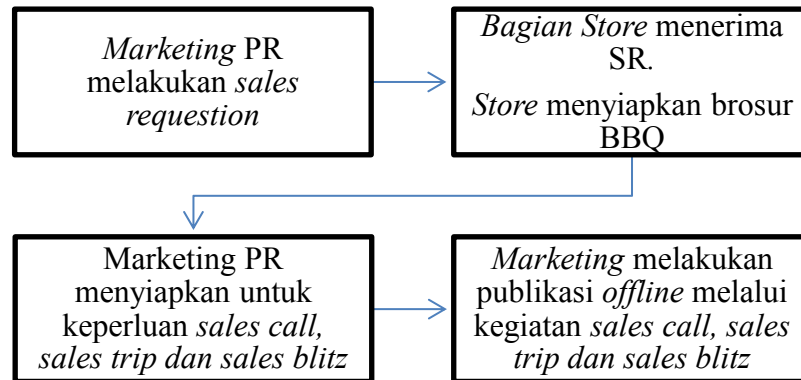 Marketing PR
melakukan sales
requestion
Bagian Store menerima
SR.
Store menyiapkan brosur
BBQ
Marketing PR
menyiapkan untuk
keperluan sales call,
sales trip dan sales blitz
Marketing melakukan
publikasi offline melalui
kegiatan sales call, sales
trip dan sales blitz